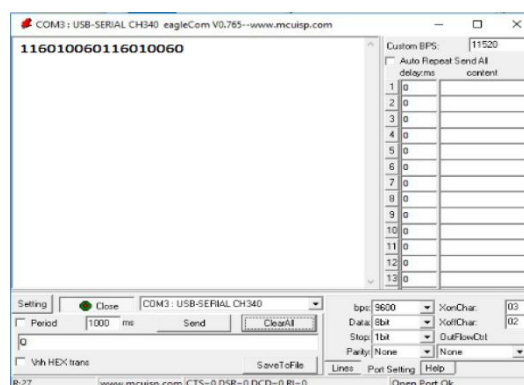 COM3 : USB-SERIAL CH340 eagleCom V0.765--www.mcuisp.com
116010060116010060
Custom BPS: 11520
Auto Repeat Send All
delay:ms content
1 0
2 0
3 0
4 0
5 0
6 0
7 0
8 0
9 0
10 0
11 0
12 0
13 0
Setting Close COM3 : USB-SERIAL CH340
Period 1000 ms Send ClearAll
HEX trans
SaveToFile
bps: 9600 XonChar: 03
Data: 8bit XoffChar: 02
Stop: 1bit OutFlowCtrl
Parity: None None
Lines Port Setting Help
R:27 www.mcuisp.com CTS=0 DSR=0 DCD=0 RI=0 Open Port Ok